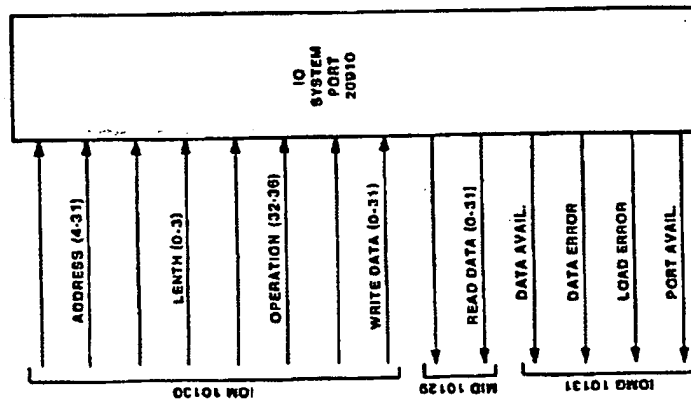 IO
SYSTEM
PORT
20910
ADDRESS (4-31)
LENTH (0-3)
OPERATION (32-36)
WRITE DATA (0-31)
READ DATA (0-31)
DATA AVAIL.
DATA ERROR
LOAD ERROR
PORT AVAIL.
IOM 10130
MID 10129
IOMG 10131